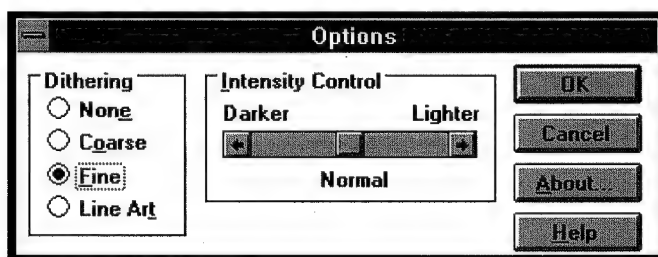 Options
Dithering
None
Coarse
Fine
Line Art
Intensity Control
Darker Lighter
Normal
OK
Cancel
About...
Help